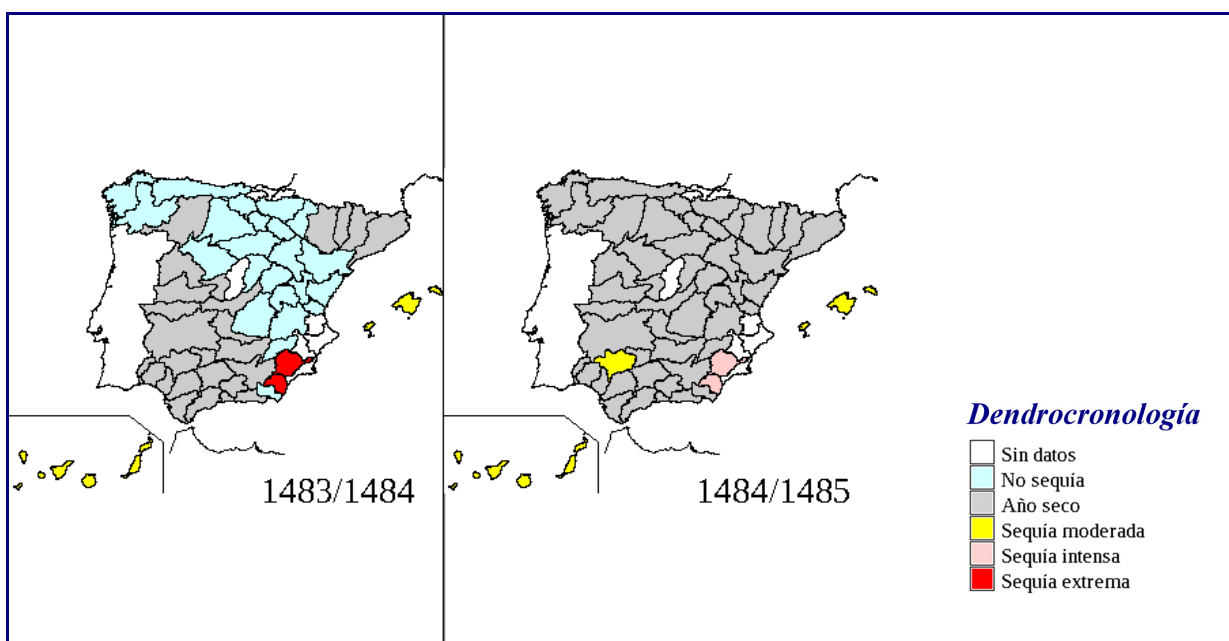 1483/1484
1484/1485
Dendrocronología
Sin datos
No sequía
Año seco
Sequía moderada
Sequía intensa
Sequía extrema